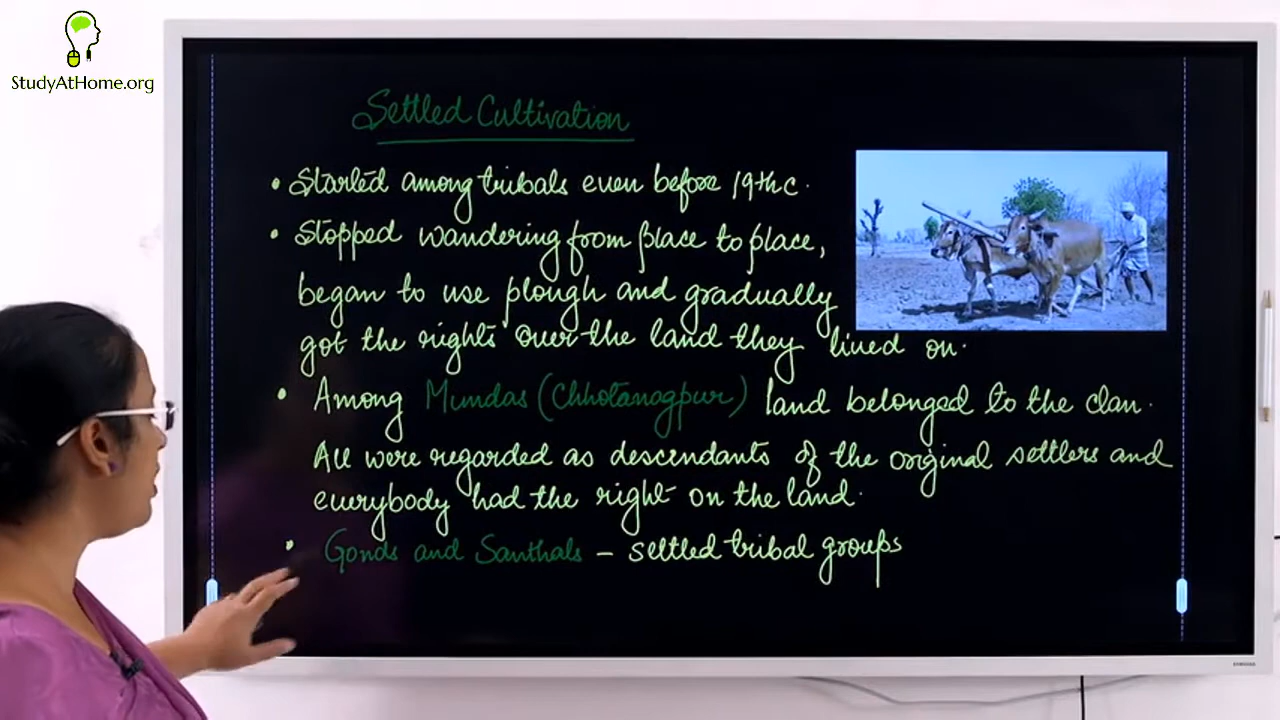 StudyAtHome.org
Settled Cultivation
• Started among tribals even before 19th c.
• Stopped wandering from place to place,
began to use plough and gradually
got the rights over the land they lived on.
• Among Mundas (Chhotanagpur) land belonged to the clan.
All were regarded as descendants of the original settlers and
everybody had the right on the land.
• Gonds and Santhals – settled tribal groups
SAMSUNG